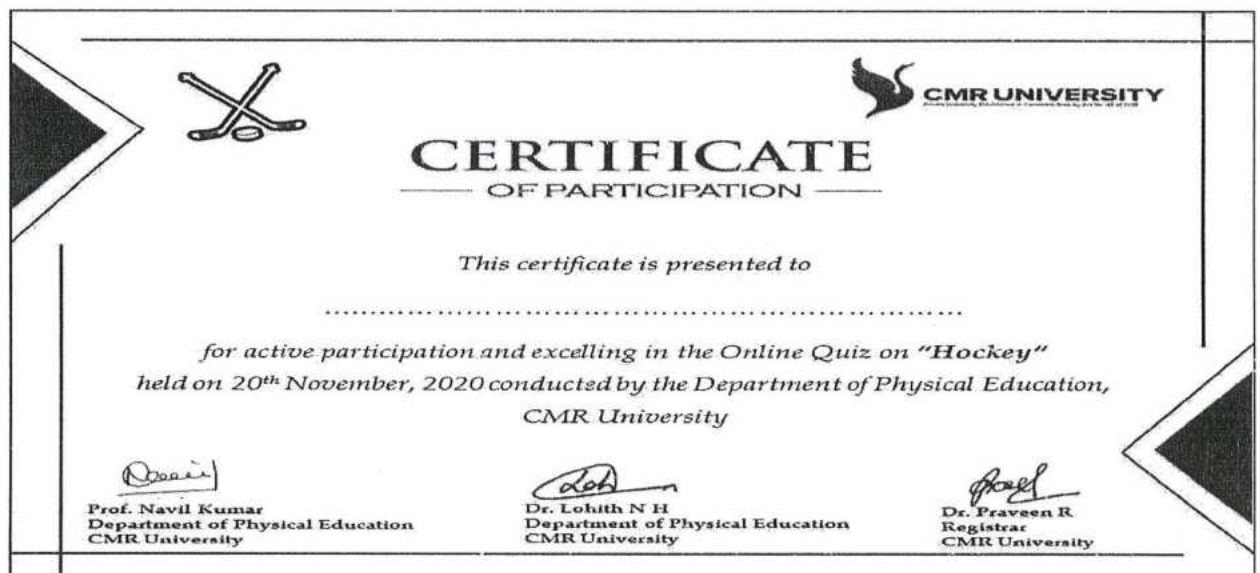 CMR UNIVERSITY
CERTIFICATE
OF PARTICIPATION
This certificate is presented to
for active participation and excelling in the Online Quiz on "Hockey"
held on 20th November, 2020 conducted by the Department of Physical Education,
CMR University
Prof. Navil Kumar
Department of Physical Education
CMR University
Dr. Lohith N H
Department of Physical Education
CMR University
Dr. Praveen R
Registrar
CMR University